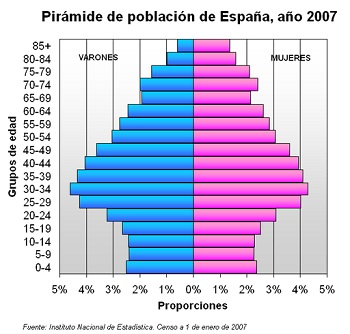 Pirámide de población de España, año 2007
VARONES
MUJERES
Grupos de edad
85+
80-84
75-79
70-74
65-69
60-64
55-59
50-54
45-49
40-44
35-39
30-34
25-29
20-24
15-19
10-14
5-9
0-4
5% 4% 3% 2% 1% 0% 1% 2% 3% 4% 5%
Proporciones
Fuente: Instituto Nacional de Estadística. Censo a 1 de enero de 2007